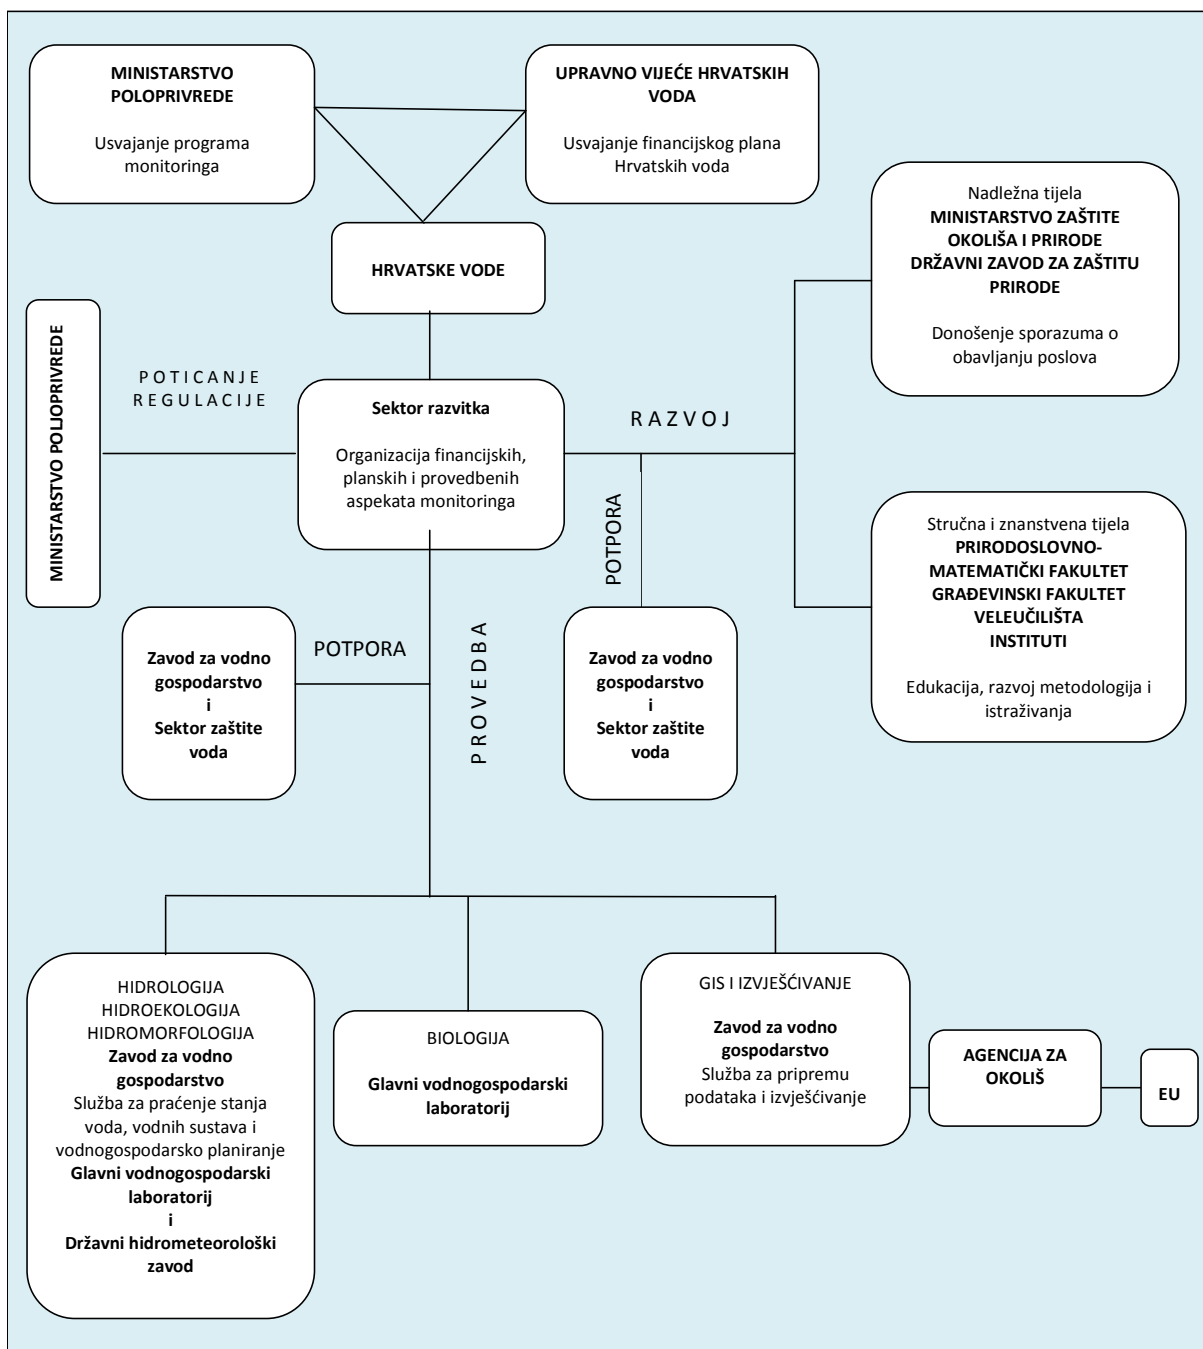 MINISTARSTVO
POLOPRIVREDE
Usvajanje programa
monitoringa
UPRAVNO VIJEĆE HRVATSKIH
VODA
Usvajanje financijskog plana
Hrvatskih voda
HRVATSKE VODE
Nadležna tijela
MINISTARSTVO ZAŠTITE
OKOLIŠA I PRIRODE
DRŽAVNI ZAVOD ZA ZAŠTITU
PRIRODE
Donošenje sporazuma o
obavljanju poslova
MINISTARSTVO POLJOPRIVREDE
POTICANJE
REGULACIJE
Sektor razvitka
Organizacija financijskih,
planskih i provedbenih
aspekata monitoringa
RAZVOJ
POTPORA
Stručna i znanstvena tijela
PRIRODOSLOVNO-
MATEMATIČKI FAKULTET
GRAĐEVINSKI FAKULTET
VELEUČILIŠTA
INSTITUTI
Edukacija, razvoj metodologija i
istraživanja
Zavod za vodno
gospodarstvo
i
Sektor zaštite
voda
POTPORA
PROVEDBA
Zavod za vodno
gospodarstvo
i
Sektor zaštite
voda
HIDROLOGIJA
HIDROEKOLOGIJA
HIDROMORFOLOGIJA
Zavod za vodno
gospodarstvo
Služba za praćenje stanja
voda, vodnih sustava i
vodnogospodarsko planiranje
Glavni vodnogospodarski
laboratorij
i
Državni hidrometeorološki
zavod
BIOLOGIJA
Glavni vodnogospodarski
laboratorij
GIS I IZVJEŠĆIVANJE
Zavod za vodno
gospodarstvo
Služba za pripremu
podataka i izvješćivanje
AGENCIJA ZA
OKOLIŠ
EU